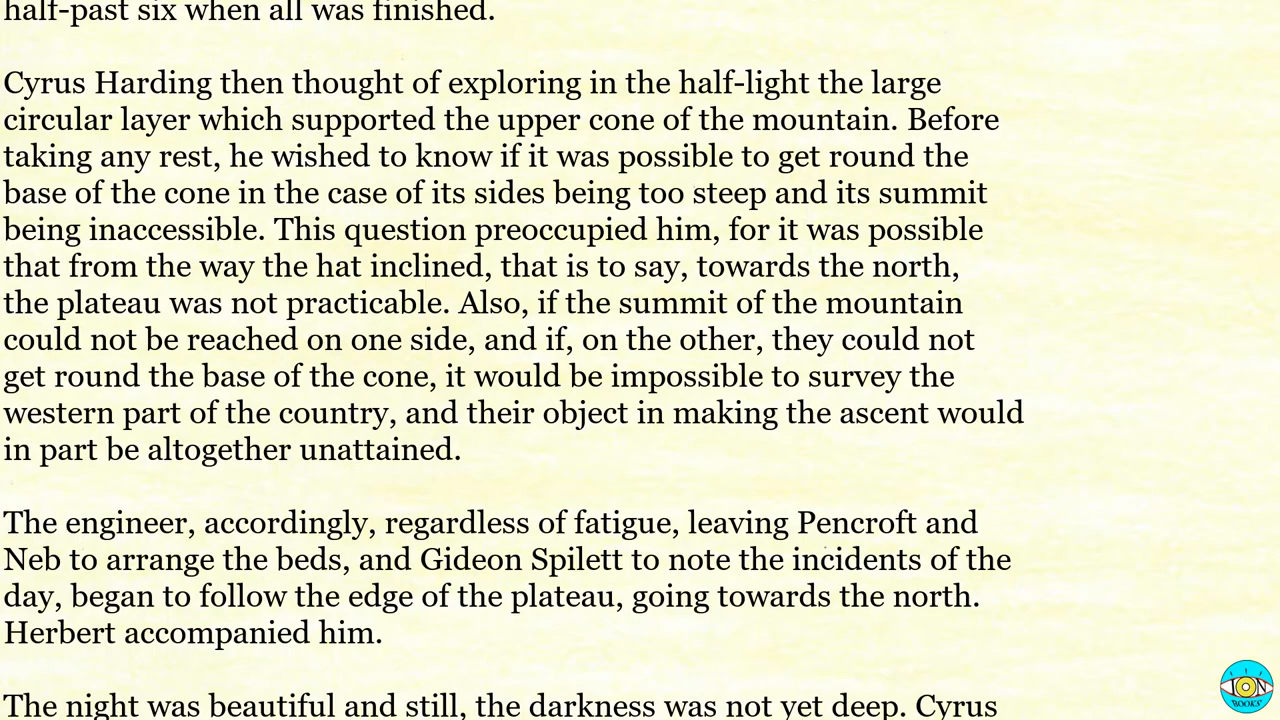 half-past six when all was finished.
Cyrus Harding then thought of exploring in the half-light the large
circular layer which supported the upper cone of the mountain. Before
taking any rest, he wished to know if it was possible to get round the
base of the cone in the case of its sides being too steep and its summit
being inaccessible. This question preoccupied him, for it was possible
that from the way the hat inclined, that is to say, towards the north,
the plateau was not practicable. Also, if the summit of the mountain
could not be reached on one side, and if, on the other, they could not
get round the base of the cone, it would be impossible to survey the
western part of the country, and their object in making the ascent would
in part be altogether unattained.
The engineer, accordingly, regardless of fatigue, leaving Pencroft and
Neb to arrange the beds, and Gideon Spilett to note the incidents of the
day, began to follow the edge of the plateau, going towards the north.
Herbert accompanied him.
The night was beautiful and still, the darkness was not yet deep. Cyrus
ION
BOOKS